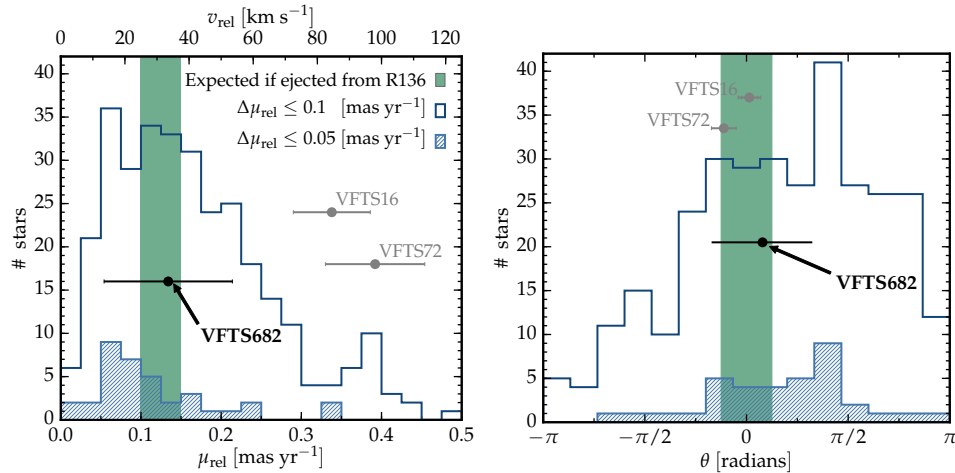 v_rel [km s⁻¹]
0 20 40 60 80 100 120
40
35
30
25
20
15
10
5
0
# stars
Expected if ejected from R136
Δμ_rel ≤ 0.1 [mas yr⁻¹]
Δμ_rel ≤ 0.05 [mas yr⁻¹]
VFTS16
VFTS72
VFTS682
0.0 0.1 0.2 0.3 0.4 0.5
μ_rel [mas yr⁻¹]
40
35
30
25
20
15
10
5
0
# stars
VFTS16
VFTS72
VFTS682
−π −π/2 0 π/2 π
θ [radians]